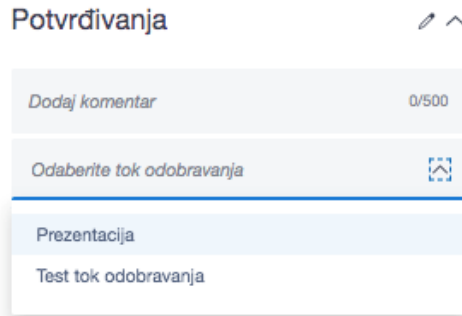 Potvrđivanja
Dodaj komentar 0/500
Odaberite tok odobravanja
Prezentacija
Test tok odobravanja